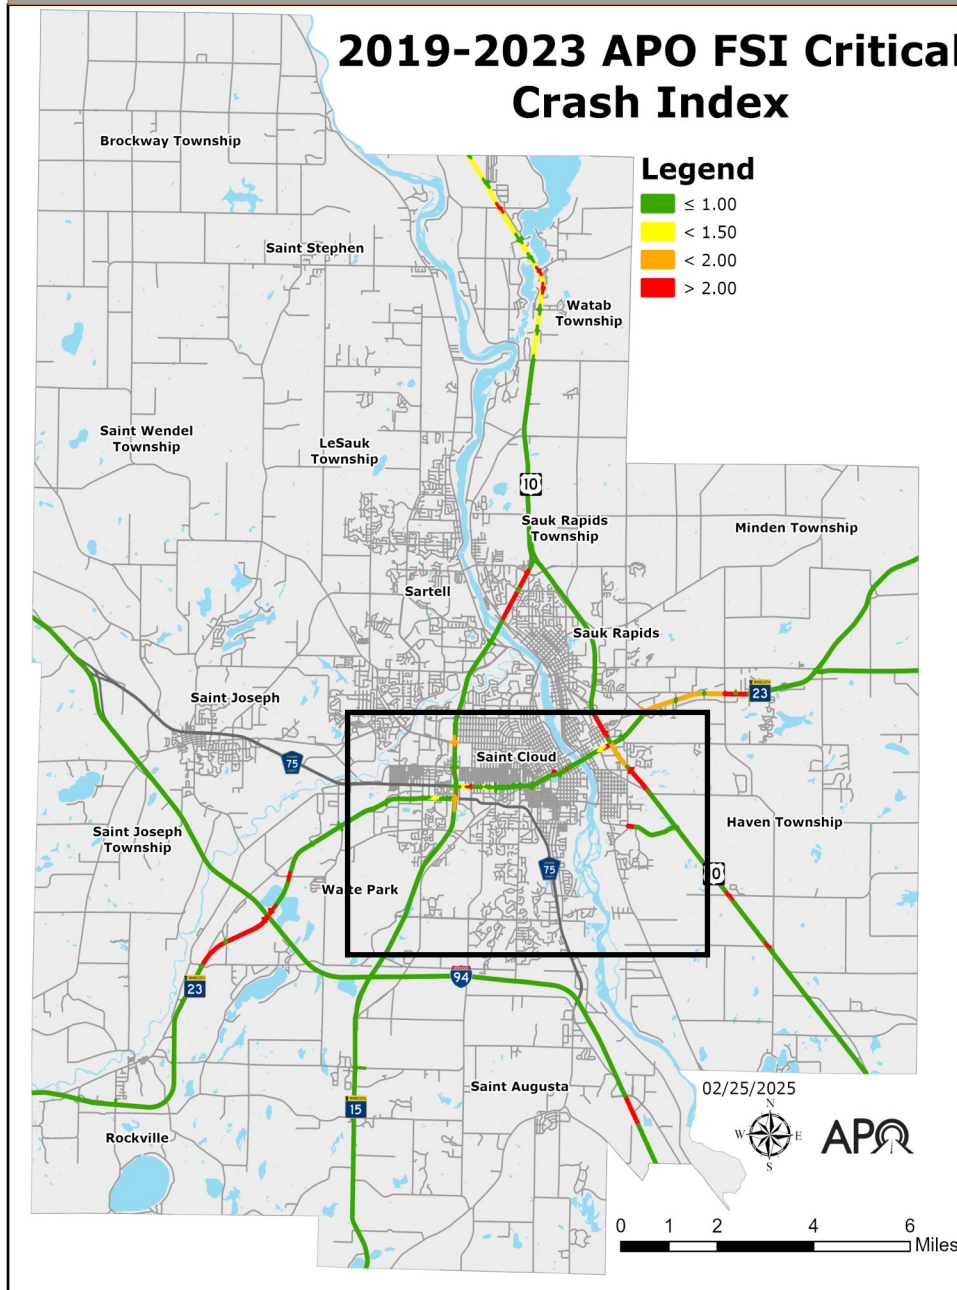 2019-2023 APO FSI Critical
Crash Index
Legend
≤ 1.00
< 1.50
< 2.00
> 2.00
Brockway Township
Saint Stephen
Watab
Township
Saint Wendel
Township
LeSauk
Township
10
Sauk Rapids
Township
Minden Township
Sartell
Sauk Rapids
Saint Joseph
23
Saint Cloud
75
Saint Joseph
Township
Haven Township
75
10
Waite Park
94
23
Saint Augusta
15
Rockville
02/25/2025
N
W
E
S
APO
0 1 2 4 6
Miles